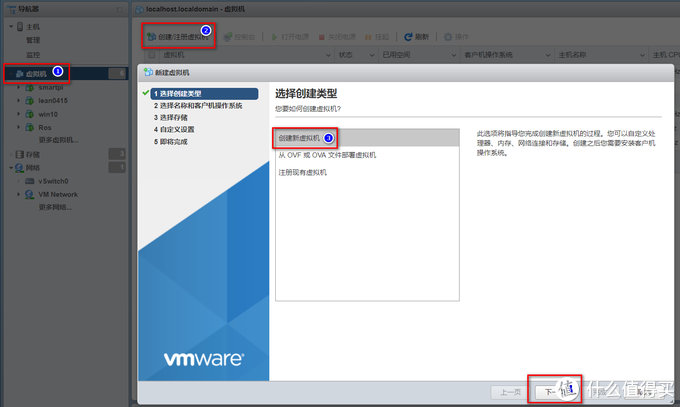 导航器
主机
管理
监控
虚拟机
1
6
smartpi
lean0415
win10
Ros
更多虚拟机...
存储
3
网络
1
vSwitch0
VM Network
更多网络...
localhost.localdomain - 虚拟机
创建/注册虚拟机
2
控制台
打开电源
关闭电源
挂起
刷新
操作
虚拟机
状态
已用空间
客户机操作系统
主机名称
主机 CPU
新建虚拟机
1 选择创建类型
2 选择名称和客户机操作系统
3 选择存储
4 自定义设置
5 即将完成
vmware
选择创建类型
您要如何创建虚拟机?
创建新虚拟机
3
从 OVF 或 OVA 文件部署虚拟机
注册现有虚拟机
此选项将指导您完成创建新虚拟机的过程。您可以自定义处
理器、内存、网络连接和存储。创建之后您需要安装客户机
操作系统。
上一页
下一
值 什么值得买